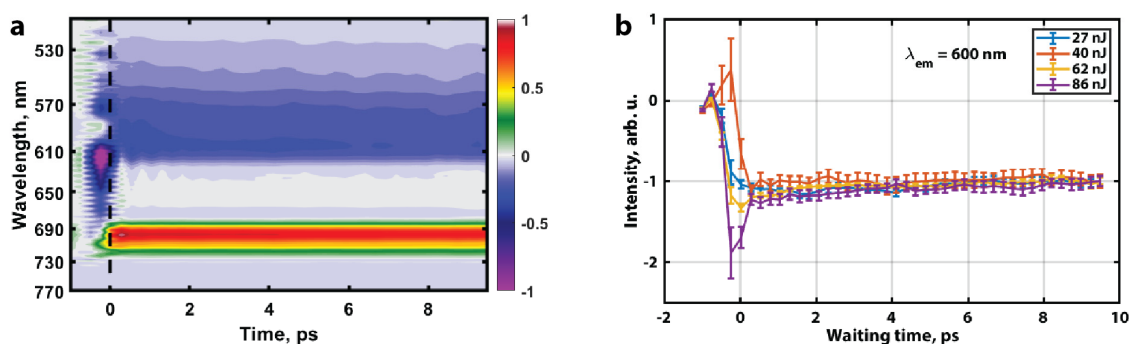 a
Wavelength, nm
530
570
610
650
690
730
770
0
2
4
6
8
Time, ps
1
0.5
0
-0.5
-1
b
Intensity, arb. u.
1
0
-1
-2
λem = 600 nm
27 nJ
40 nJ
62 nJ
86 nJ
-2
0
2
4
6
8
10
Waiting time, ps